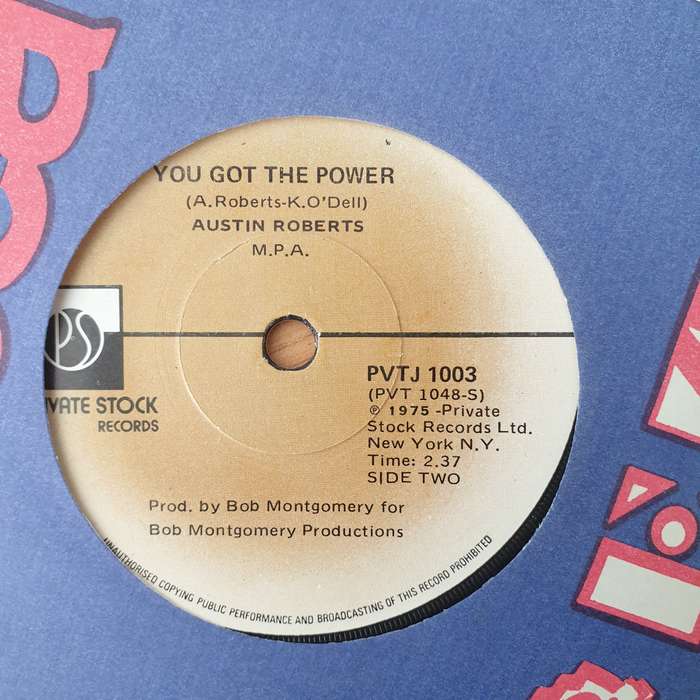 YOU GOT THE POWER
(A.Roberts-K.O'Dell)
AUSTIN ROBERTS
M.P.A.
PS
IVATE STOCK
RECORDS
PVTJ 1003
(PVT 1048-S)
℗ 1975 -Private
Stock Records Ltd.
New York N.Y.
Time: 2.37
SIDE TWO
Prod. by Bob Montgomery for
Bob Montgomery Productions
UNAUTHORISED COPYING PUBLIC PERFORMANCE AND BROADCASTING OF THIS RECORD PROHIBITED